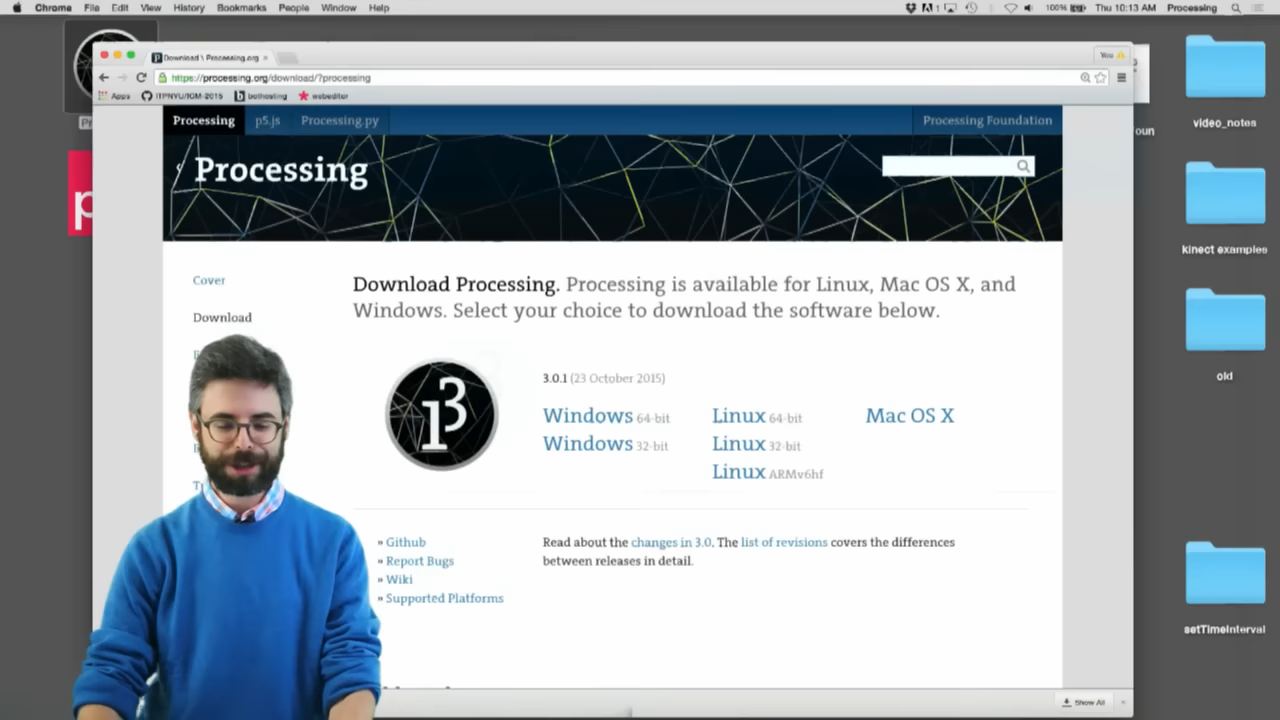 Chrome File Edit View History Bookmarks People Window Help
1 100% Thu 10:13 AM Processing
Download \ Processing.org
You
https://processing.org/download/?processing
Apps ITPNYU/ICM-2015 bothosting webeditor
Processing p5.js Processing.py Processing Foundation
Processing
Cover
Download
Download Processing. Processing is available for Linux, Mac OS X, and
Windows. Select your choice to download the software below.
3.0.1 (23 October 2015)
Windows 64-bit Linux 64-bit Mac OS X
Windows 32-bit Linux 32-bit
Linux ARMv6hf
» Github
» Report Bugs
» Wiki
» Supported Platforms
Read about the changes in 3.0. The list of revisions covers the differences
between releases in detail.
Show All
video_notes
kinect examples
old
setTimeInterval